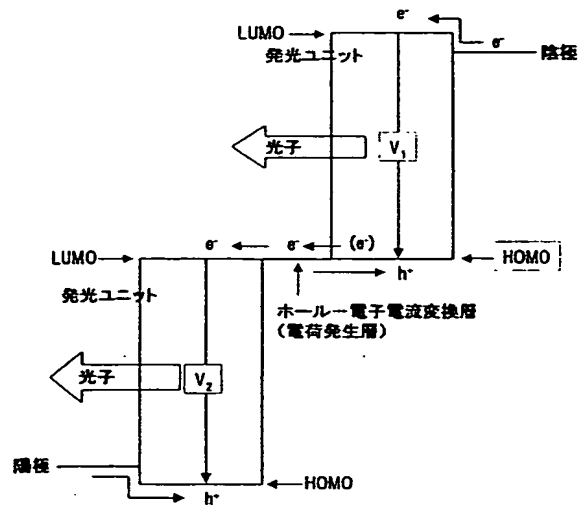 e⁻
LUMO
e⁻
発光ユニット
陰極
光子
V₁
e⁻
e⁻
(e⁻)
LUMO
HOMO
h⁺
発光ユニット
ホール－電子電流変換層
(電荷発生層)
光子
V₂
陽極
HOMO
h⁺